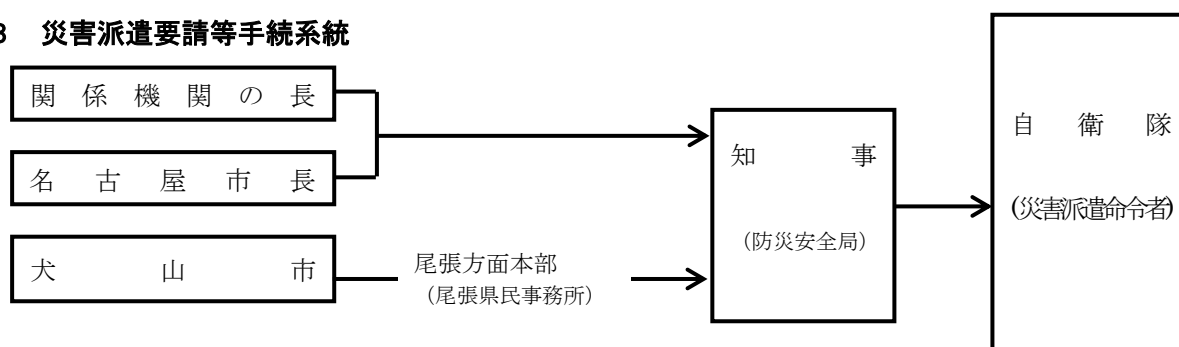 3 災害派遣要請等手続系統
関係機関の長
名古屋市長
犬山市
尾張方面本部
（尾張県民事務所）
知事
（防災安全局）
自衛隊
（災害派遣命令者）